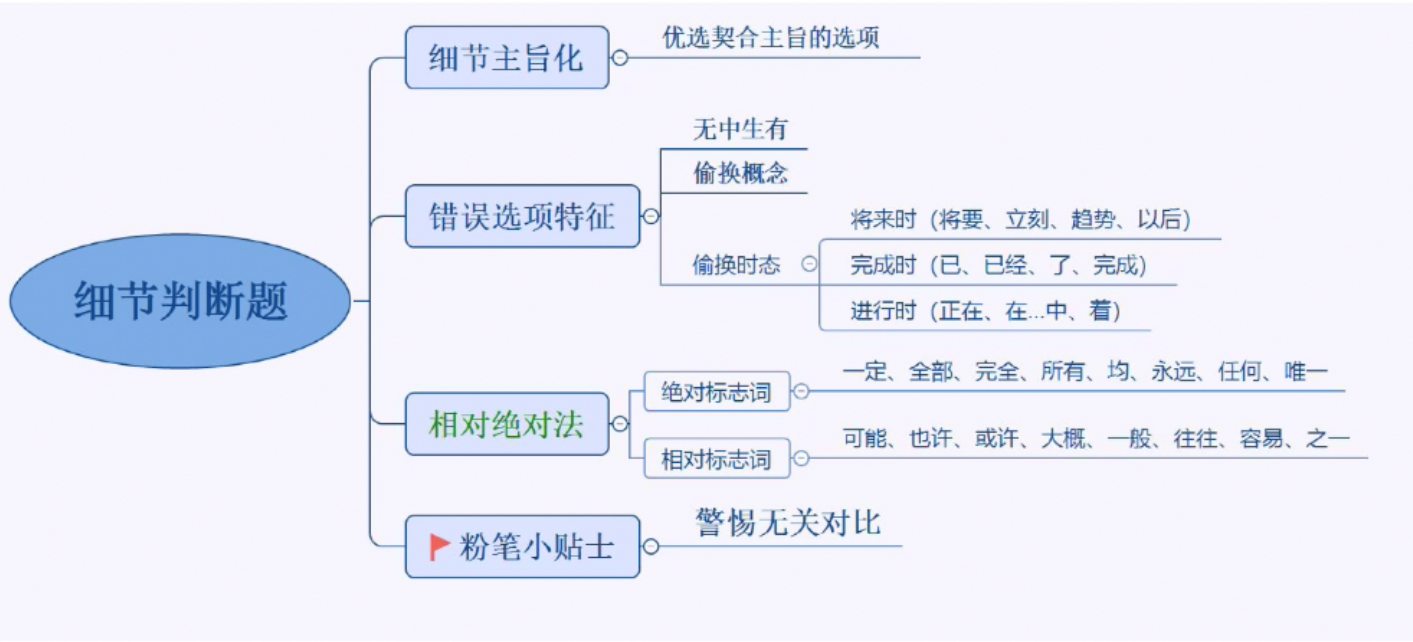 细节判断题
细节主旨化
优选契合主旨的选项
错误选项特征
无中生有
偷换概念
偷换时态
将来时（将要、立刻、趋势、以后）
完成时（已、已经、了、完成）
进行时（正在、在...中、着）
相对绝对法
绝对标志词
一定、全部、完全、所有、均、永远、任何、唯一
相对标志词
可能、也许、或许、大概、一般、往往、容易、之一
粉笔小贴士
警惕无关对比